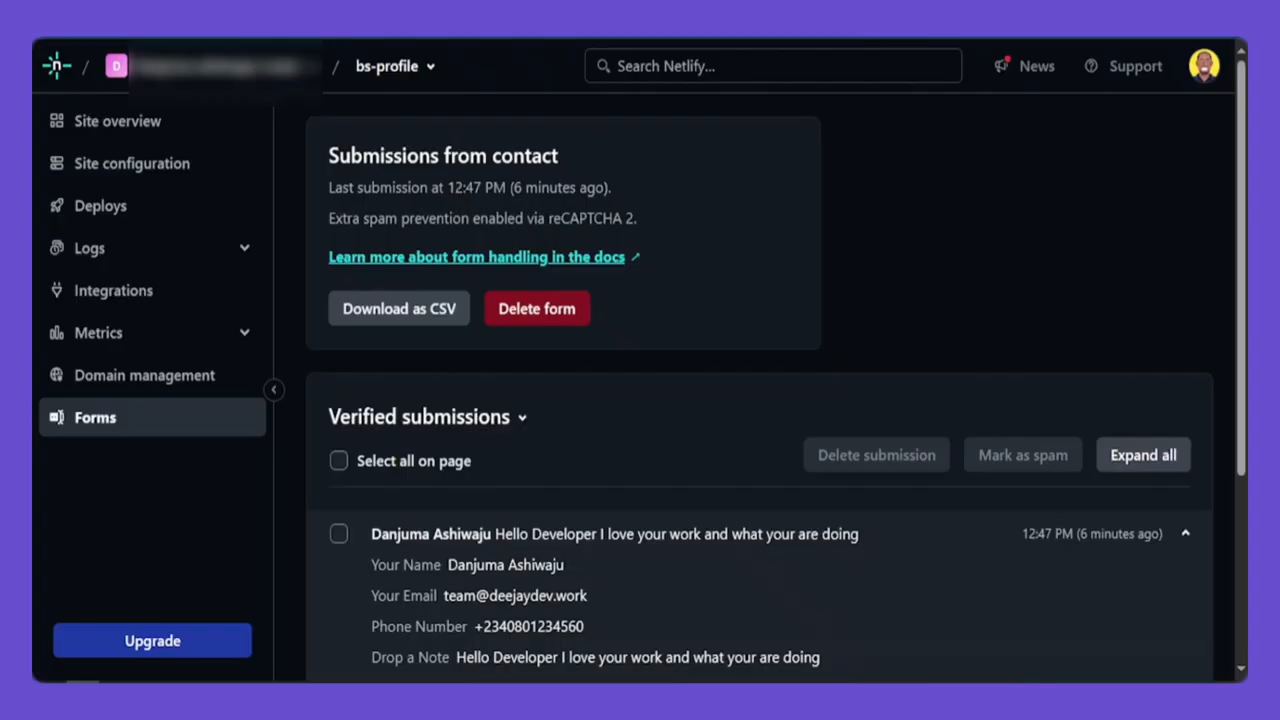 n / D / bs-profile
Search Netlify...
News
Support
Site overview
Site configuration
Deploys
Logs
Integrations
Metrics
Domain management
Forms
Upgrade
Submissions from contact
Last submission at 12:47 PM (6 minutes ago).
Extra spam prevention enabled via reCAPTCHA 2.
Learn more about form handling in the docs
Download as CSV
Delete form
Verified submissions
Select all on page
Delete submission
Mark as spam
Expand all
Danjuma Ashiwaju Hello Developer I love your work and what your are doing 12:47 PM (6 minutes ago)
Your Name Danjuma Ashiwaju
Your Email team@deejaydev.work
Phone Number +2340801234560
Drop a Note Hello Developer I love your work and what your are doing